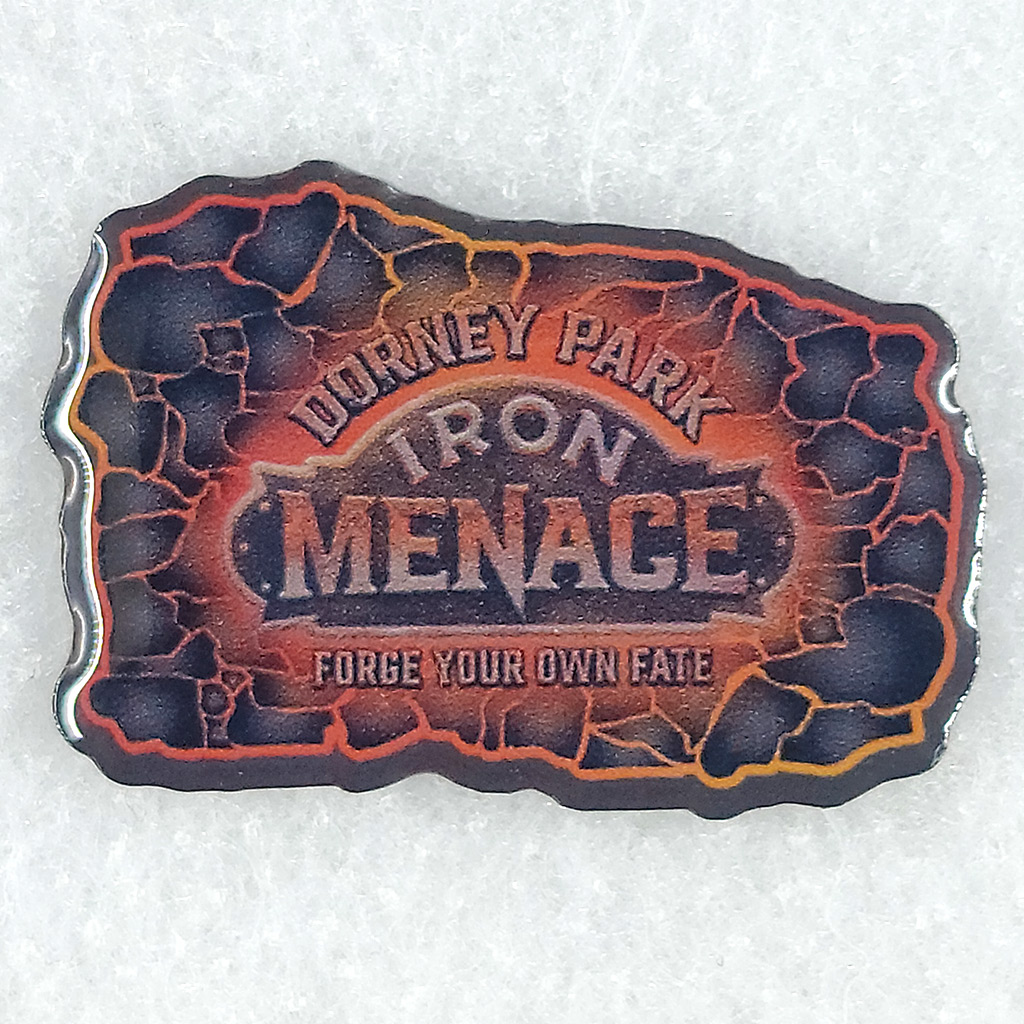 DORNEY PARK
IRON
MENACE
FORGE YOUR OWN FATE